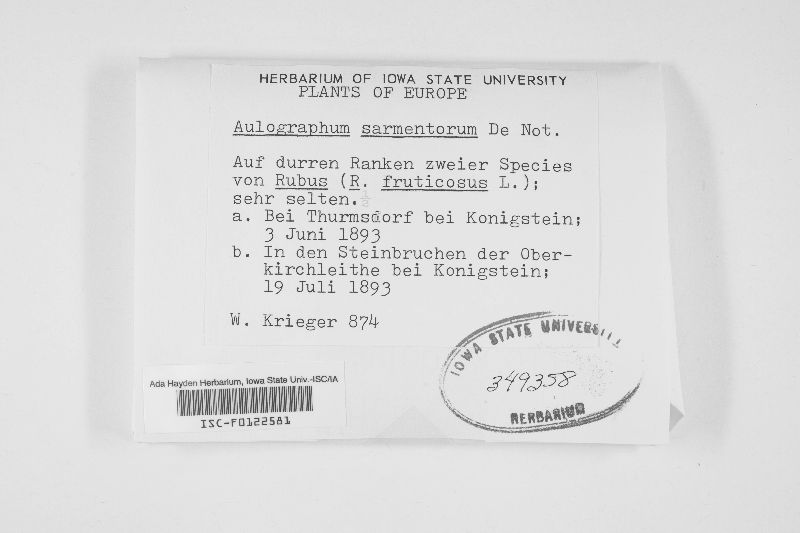 HERBARIUM OF IOWA STATE UNIVERSITY
PLANTS OF EUROPE
Aulographum sarmentorum De Not.
Auf durren Ranken zweier Species
von Rubus (R. fruticosus L.);
sehr selten.
a. Bei Thurmsdorf bei Konigstein;
3 Juni 1893
b. In den Steinbruchen der Ober-
kirchleithe bei Konigstein;
19 Juli 1893
W. Krieger 874
IOWA STATE UNIVERSITY
349358
HERBARIUM
Ada Hayden Herbarium, Iowa State Univ.-ISC/IA
ISC-F0122581